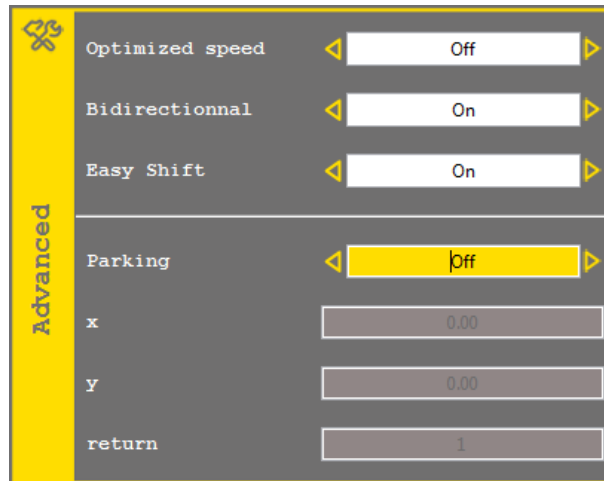 Advanced
Optimized speed Off
Bidirectionnal On
Easy Shift On
Parking Off
x 0.00
y 0.00
return 1